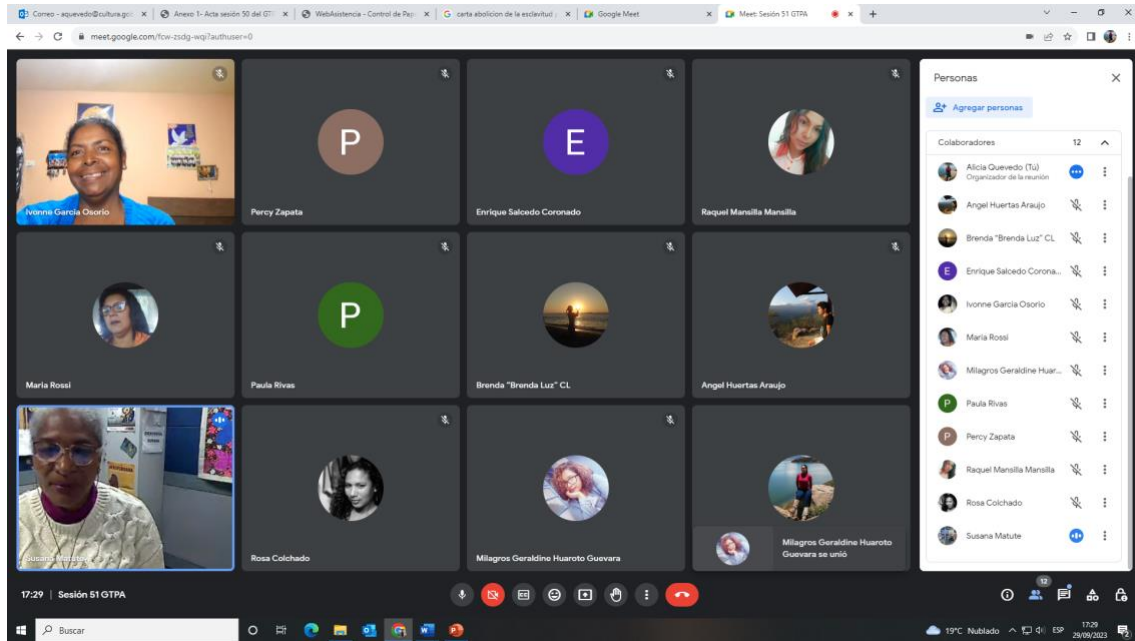 Correo - aquevedo@cultura.gob
Anexo 1- Acta sesión 50 del GT
WebAsistencia - Control de Pap
carta abolicion de la esclavitud
Google Meet
Meet: Sesión 51 GTPA
meet.google.com/fcw-zsdg-wqi?authuser=0
Ivonne Garcia Osorio
P
Percy Zapata
E
Enrique Salcedo Coronado
Raquel Mansilla Mansilla
Maria Rossi
P
Paula Rivas
Brenda "Brenda Luz" CL
Angel Huertas Araujo
Susana Matute
Rosa Colchado
Milagros Geraldine Huaroto Guevara
Milagros Geraldine Huaroto
Guevara se unió
Personas
Agregar personas
Colaboradores 12
Alicia Quevedo (Tú)
Organizador de la reunión
Angel Huertas Araujo
Brenda "Brenda Luz" CL
E
Enrique Salcedo Corona...
Ivonne Garcia Osorio
Maria Rossi
Milagros Geraldine Huar...
P
Paula Rivas
P
Percy Zapata
Raquel Mansilla Mansilla
Rosa Colchado
Susana Matute
17:29 | Sesión 51 GTPA
12
Buscar
19°C Nublado
ESP
17:29
29/09/2023